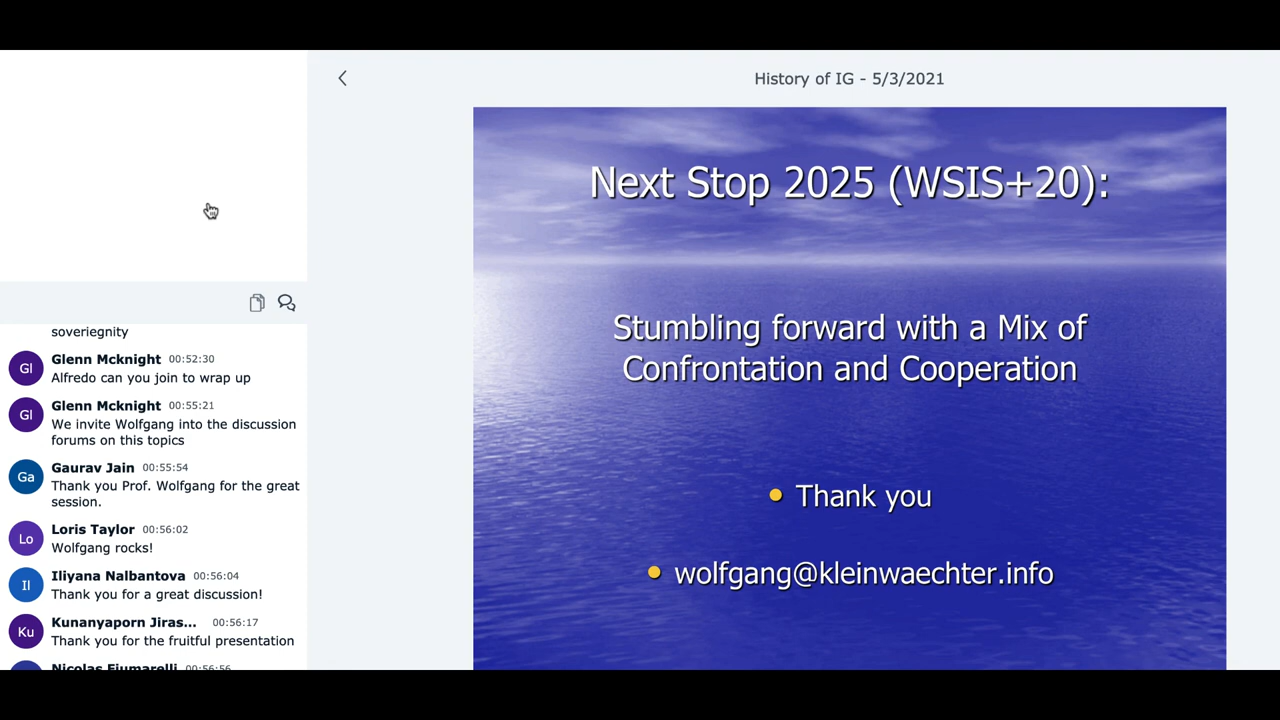 History of IG - 5/3/2021
soveriegnity
Gl
Glenn Mcknight 00:52:30
Alfredo can you join to wrap up
Gl
Glenn Mcknight 00:55:21
We invite Wolfgang into the discussion
forums on this topics
Ga
Gaurav Jain 00:55:54
Thank you Prof. Wolfgang for the great
session.
Lo
Loris Taylor 00:56:02
Wolfgang rocks!
Il
Iliyana Nalbantova 00:56:04
Thank you for a great discussion!
Ku
Kunanyaporn Jiras... 00:56:17
Thank you for the fruitful presentation
Nicolas Fiumarelli 00:56:56
Next Stop 2025 (WSIS+20):
Stumbling forward with a Mix of
Confrontation and Cooperation
Thank you
wolfgang@kleinwaechter.info